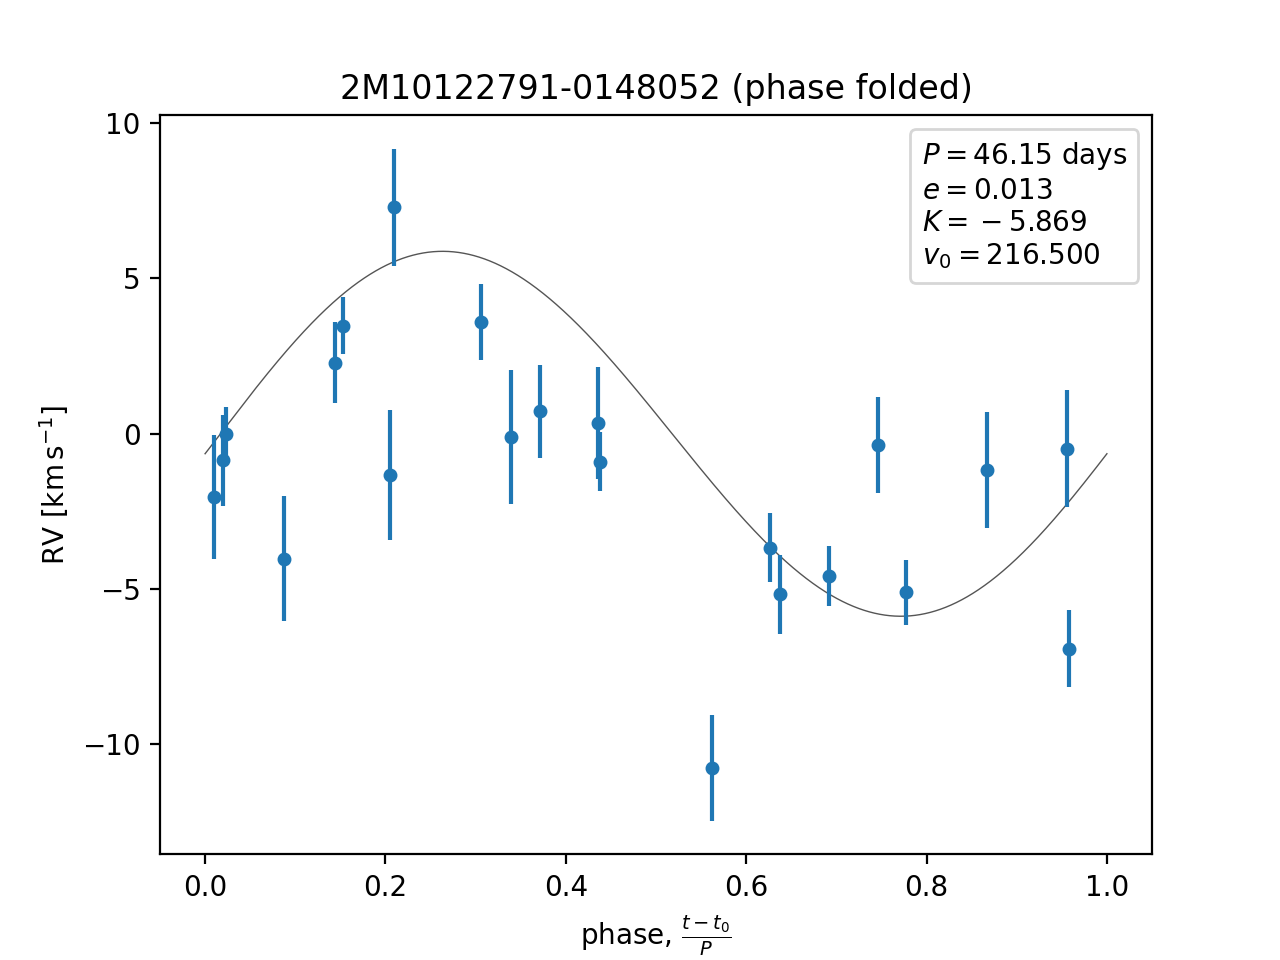 2M10122791-0148052 (phase folded)
P = 46.15 days
e = 0.013
K = −5.869
v₀ = 216.500
10
5
0
−5
−10
RV [km s⁻¹]
0.0 0.2 0.4 0.6 0.8 1.0
phase, (t − t₀)/P